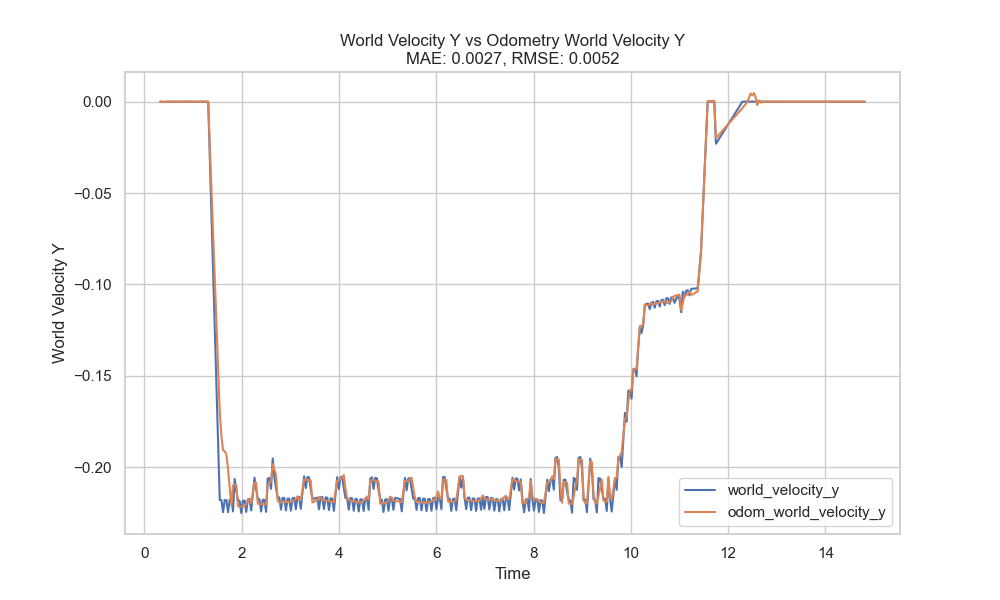 World Velocity Y vs Odometry World Velocity Y
MAE: 0.0027, RMSE: 0.0052
0.00
−0.05
−0.10
−0.15
−0.20
World Velocity Y
0 2 4 6 8 10 12 14
Time
world_velocity_y
odom_world_velocity_y